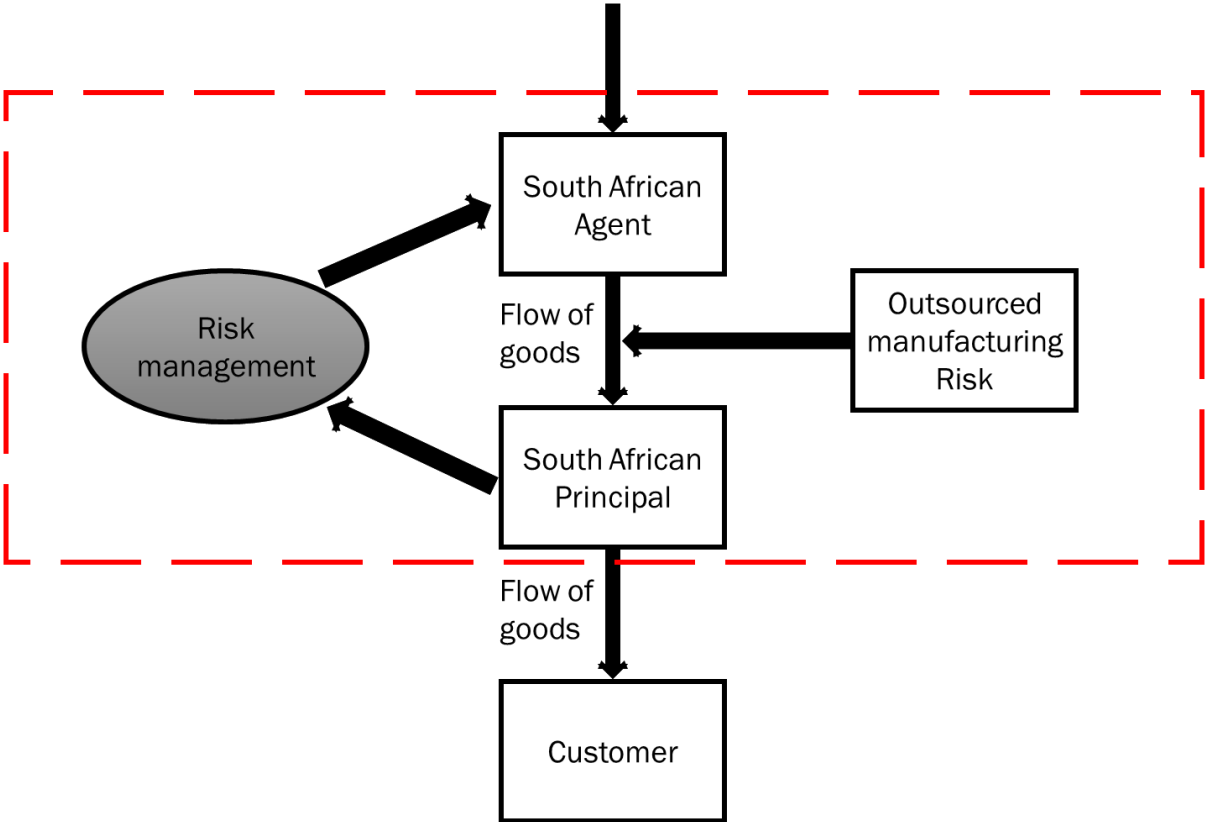 South African
Agent
Risk
management
Flow of
goods
Outsourced
manufacturing
Risk
South African
Principal
Flow of
goods
Customer